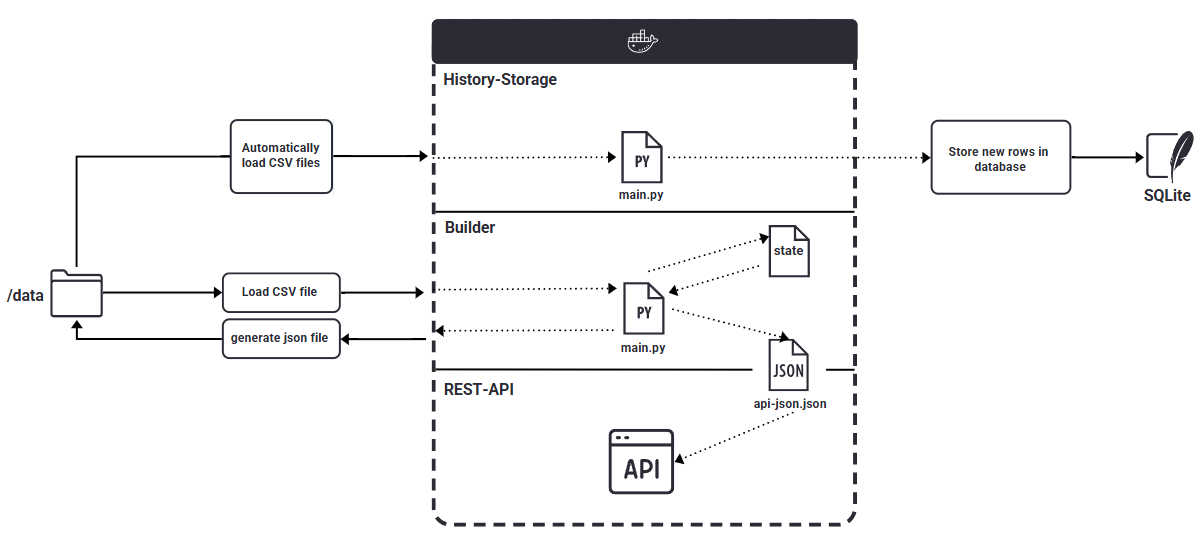 History-Storage
Automatically
load CSV files
PY
main.py
Store new rows in
database
SQLite
Builder
state
/data
Load CSV file
PY
generate json file
main.py
JSON
REST-API
api-json.json
API